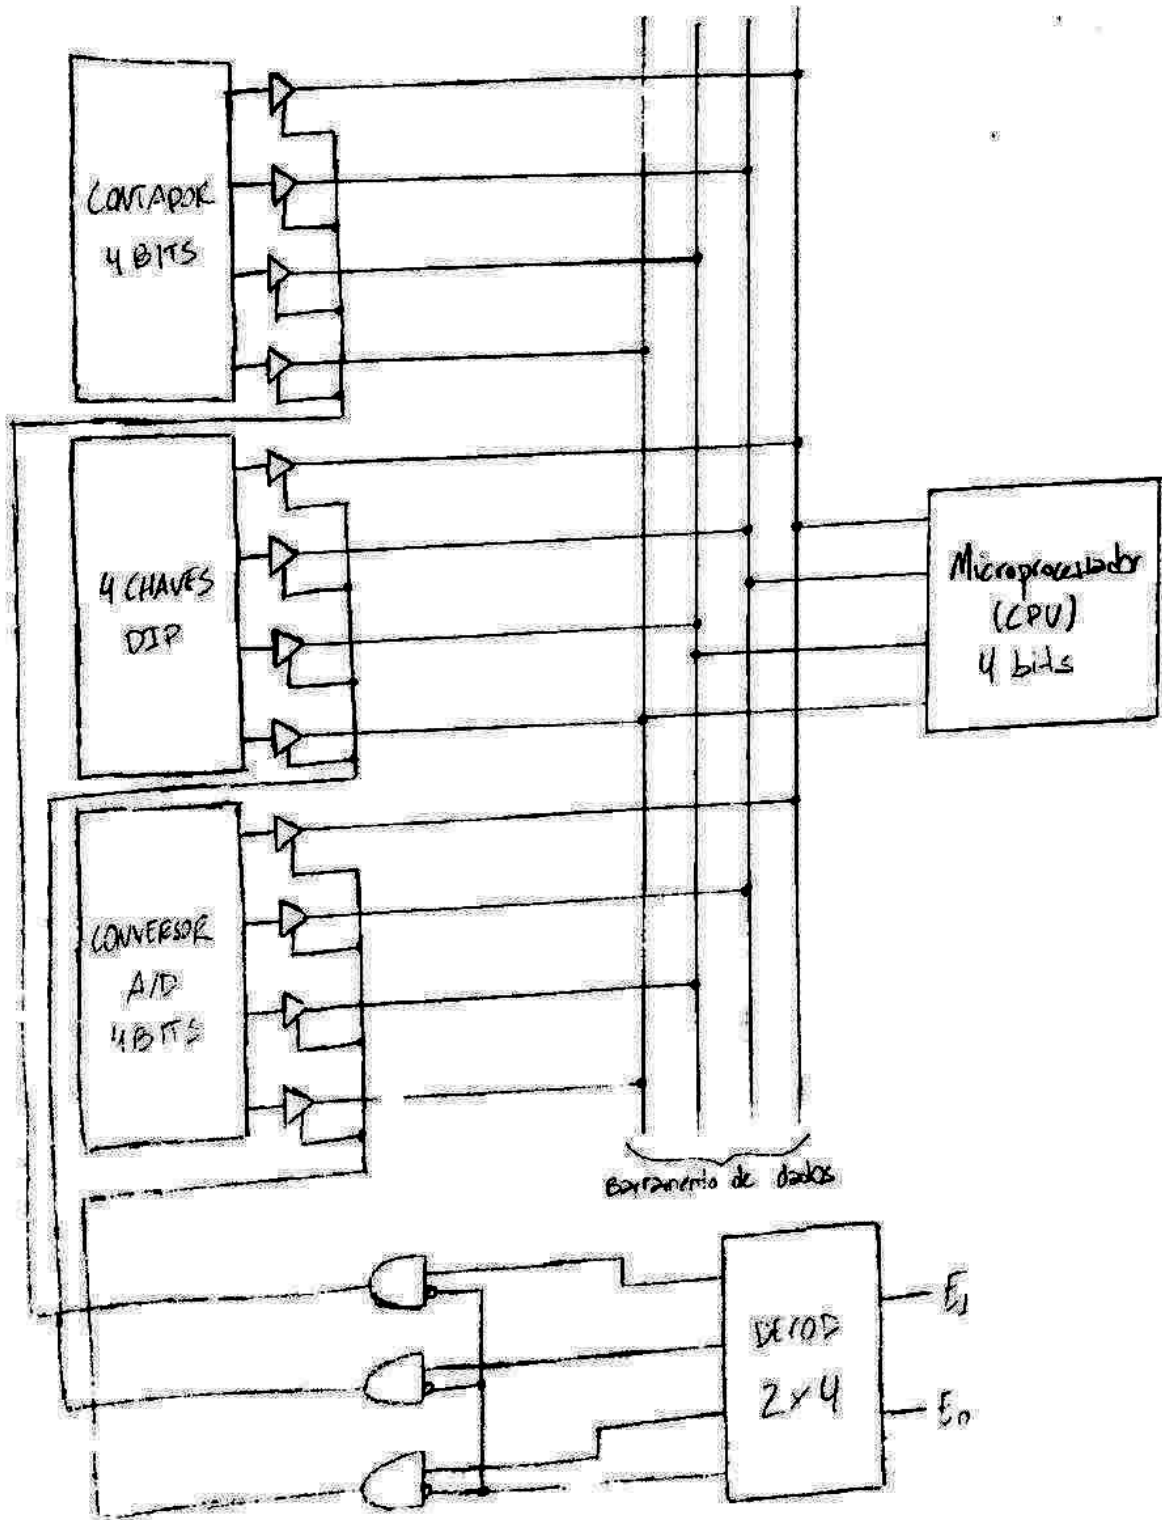 CONTADOR
4 BITS
4 CHAVES
DIP
Microprocessador
(CPU)
4 bits
CONVERSOR
A/D
4 BITS
Barramento de dados
DECOD
2x4
E1
E0